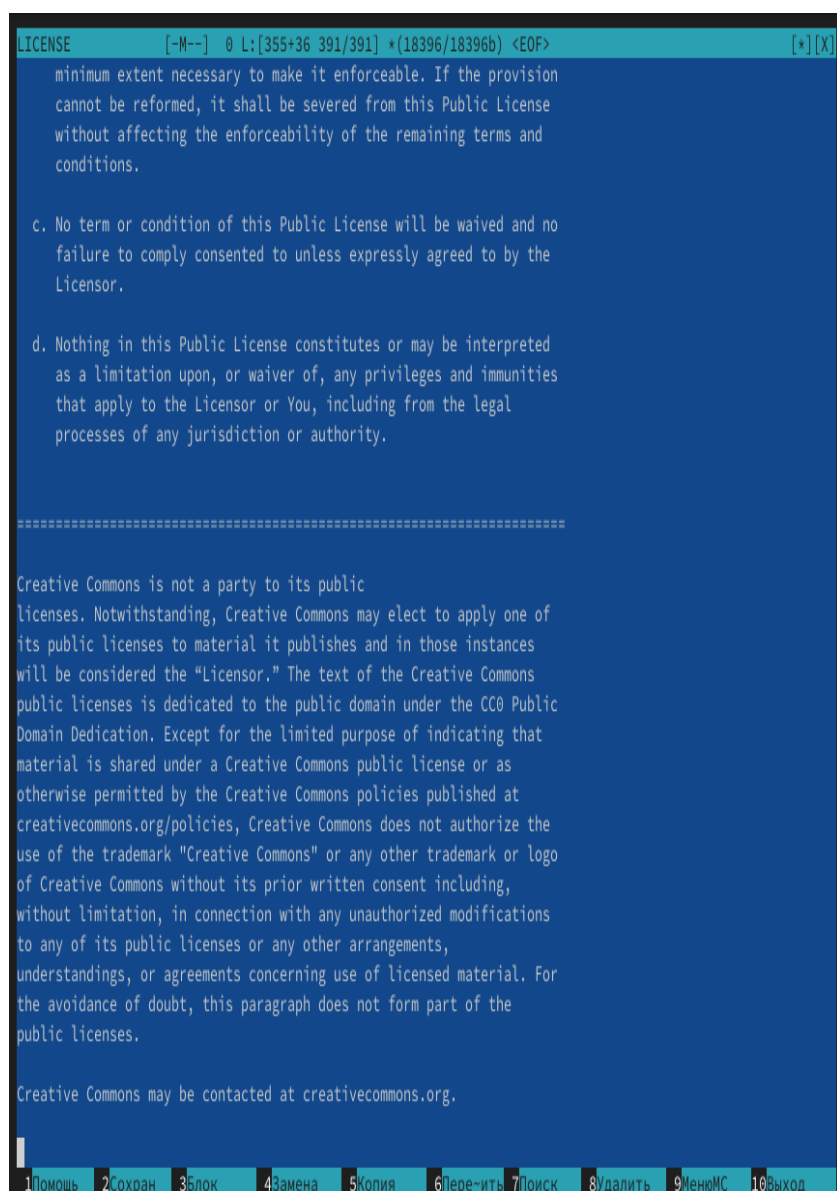 LICENSE [-M--] 0 L:[355+36 391/391] *(18396/18396b) <EOF> [*][X]
minimum extent necessary to make it enforceable. If the provision
cannot be reformed, it shall be severed from this Public License
without affecting the enforceability of the remaining terms and
conditions.
c. No term or condition of this Public License will be waived and no
failure to comply consented to unless expressly agreed to by the
Licensor.
d. Nothing in this Public License constitutes or may be interpreted
as a limitation upon, or waiver of, any privileges and immunities
that apply to the Licensor or You, including from the legal
processes of any jurisdiction or authority.
=======================================================================
Creative Commons is not a party to its public
licenses. Notwithstanding, Creative Commons may elect to apply one of
its public licenses to material it publishes and in those instances
will be considered the “Licensor.” The text of the Creative Commons
public licenses is dedicated to the public domain under the CC0 Public
Domain Dedication. Except for the limited purpose of indicating that
material is shared under a Creative Commons public license or as
otherwise permitted by the Creative Commons policies published at
creativecommons.org/policies, Creative Commons does not authorize the
use of the trademark "Creative Commons" or any other trademark or logo
of Creative Commons without its prior written consent including,
without limitation, in connection with any unauthorized modifications
to any of its public licenses or any other arrangements,
understandings, or agreements concerning use of licensed material. For
the avoidance of doubt, this paragraph does not form part of the
public licenses.
Creative Commons may be contacted at creativecommons.org.
1Помощь 2Сохран 3Блок 4Замена 5Копия 6Пере~ить 7Поиск 8Удалить 9МенюМС 10Выход